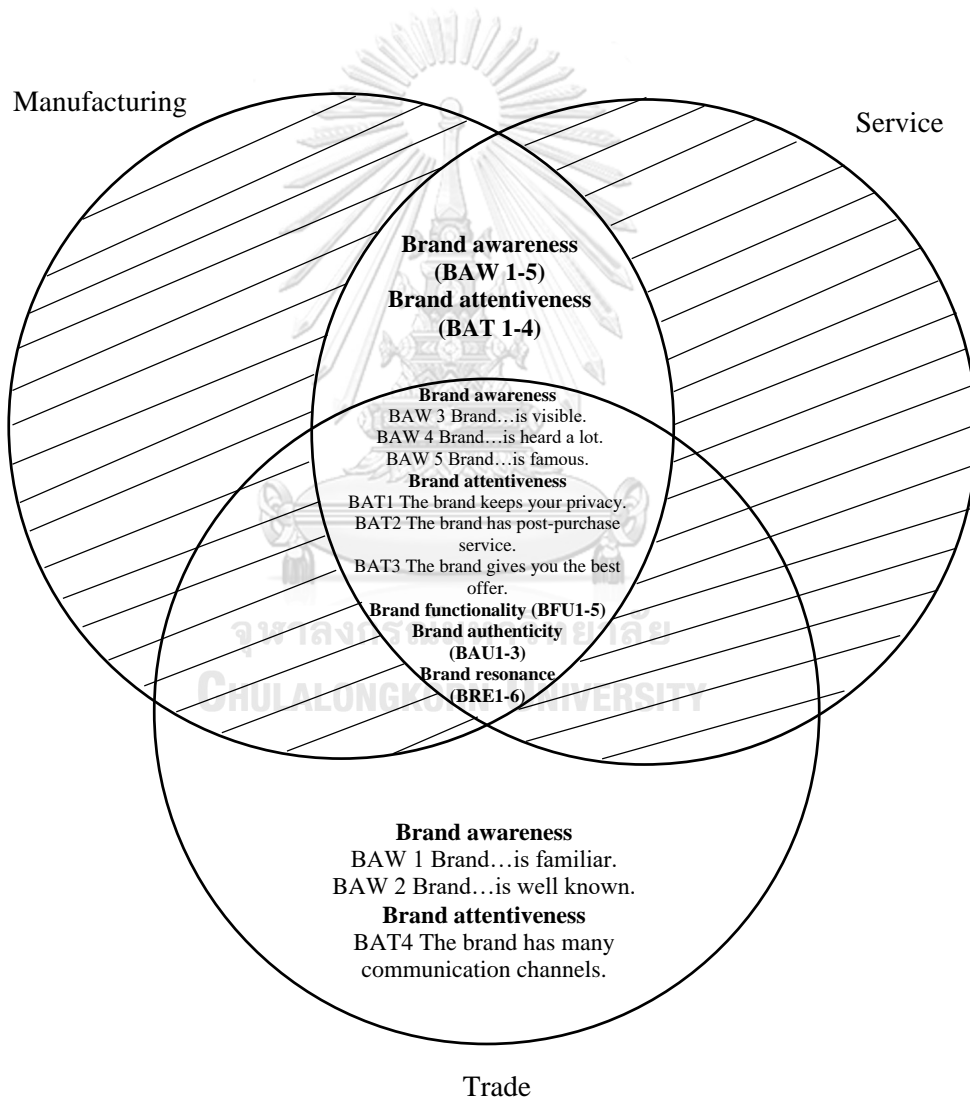 Manufacturing
Service
Brand awareness
(BAW 1-5)
Brand attentiveness
(BAT 1-4)
Brand awareness
BAW 3 Brand…is visible.
BAW 4 Brand…is heard a lot.
BAW 5 Brand…is famous.
Brand attentiveness
BAT1 The brand keeps your privacy.
BAT2 The brand has post-purchase
service.
BAT3 The brand gives you the best
offer.
Brand functionality (BFU1-5)
จุฬาลงกรณ์มหาวิทยาลัย
Brand authenticity
(BAU1-3)
Brand resonance
CHULALONGKORN UNIVERSITY
(BRE1-6)
Brand awareness
BAW 1 Brand…is familiar.
BAW 2 Brand…is well known.
Brand attentiveness
BAT4 The brand has many
communication channels.
Trade